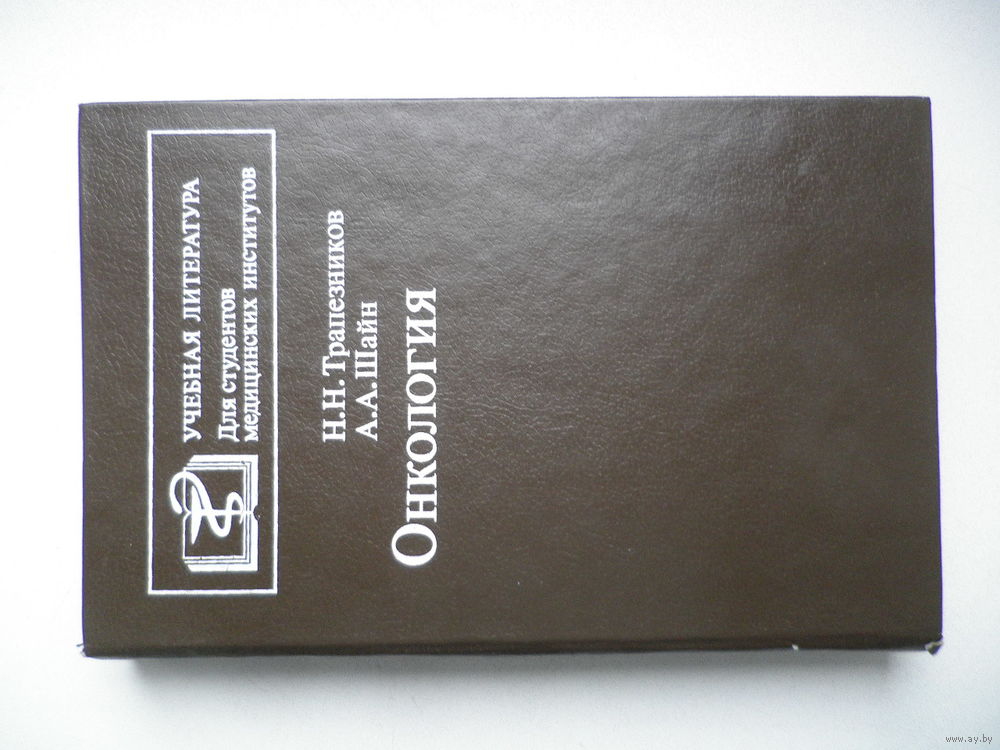 УЧЕБНАЯ ЛИТЕРАТУРА
Для студентов
медицинских институтов
Н.Н.Трапезников
А.А.Шайн
Онкология
www.ay.by